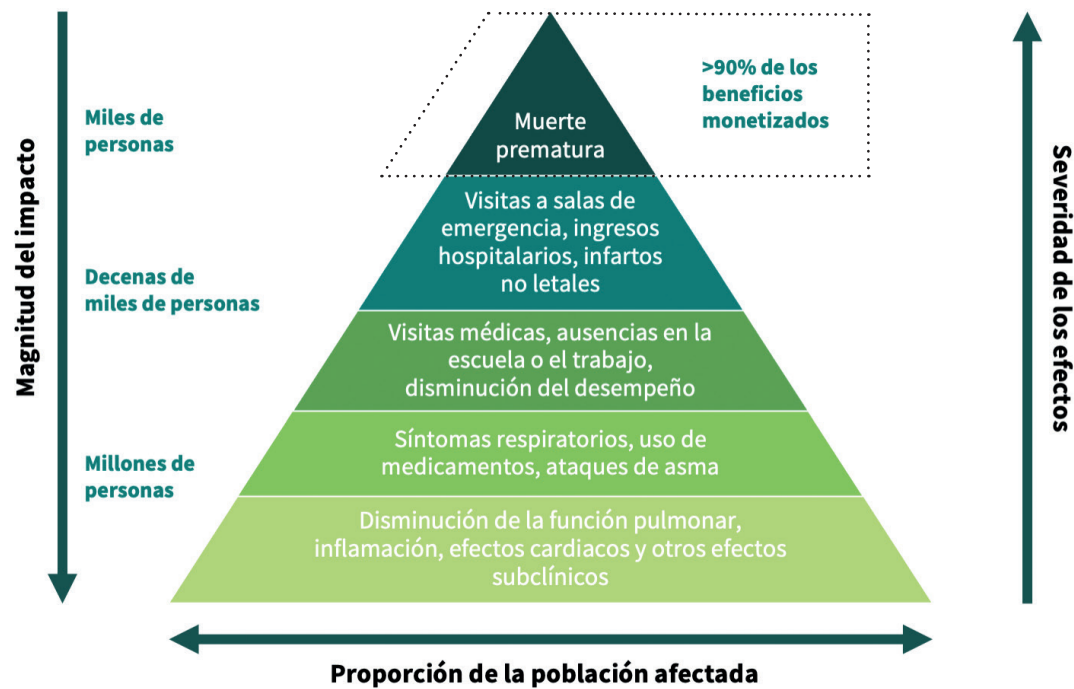 >90% de los
beneficios
monetizados
Miles de
personas
Muerte
prematura
Visitas a salas de
emergencia, ingresos
hospitalarios, infartos
no letales
Decenas de
miles de personas
Visitas médicas, ausencias en la
escuela o el trabajo,
disminución del desempeño
Síntomas respiratorios, uso de
medicamentos, ataques de asma
Millones de
personas
Disminución de la función pulmonar,
inflamación, efectos cardiacos y otros efectos
subclínicos
Magnitud del impacto
Severidad de los efectos
Proporción de la población afectada